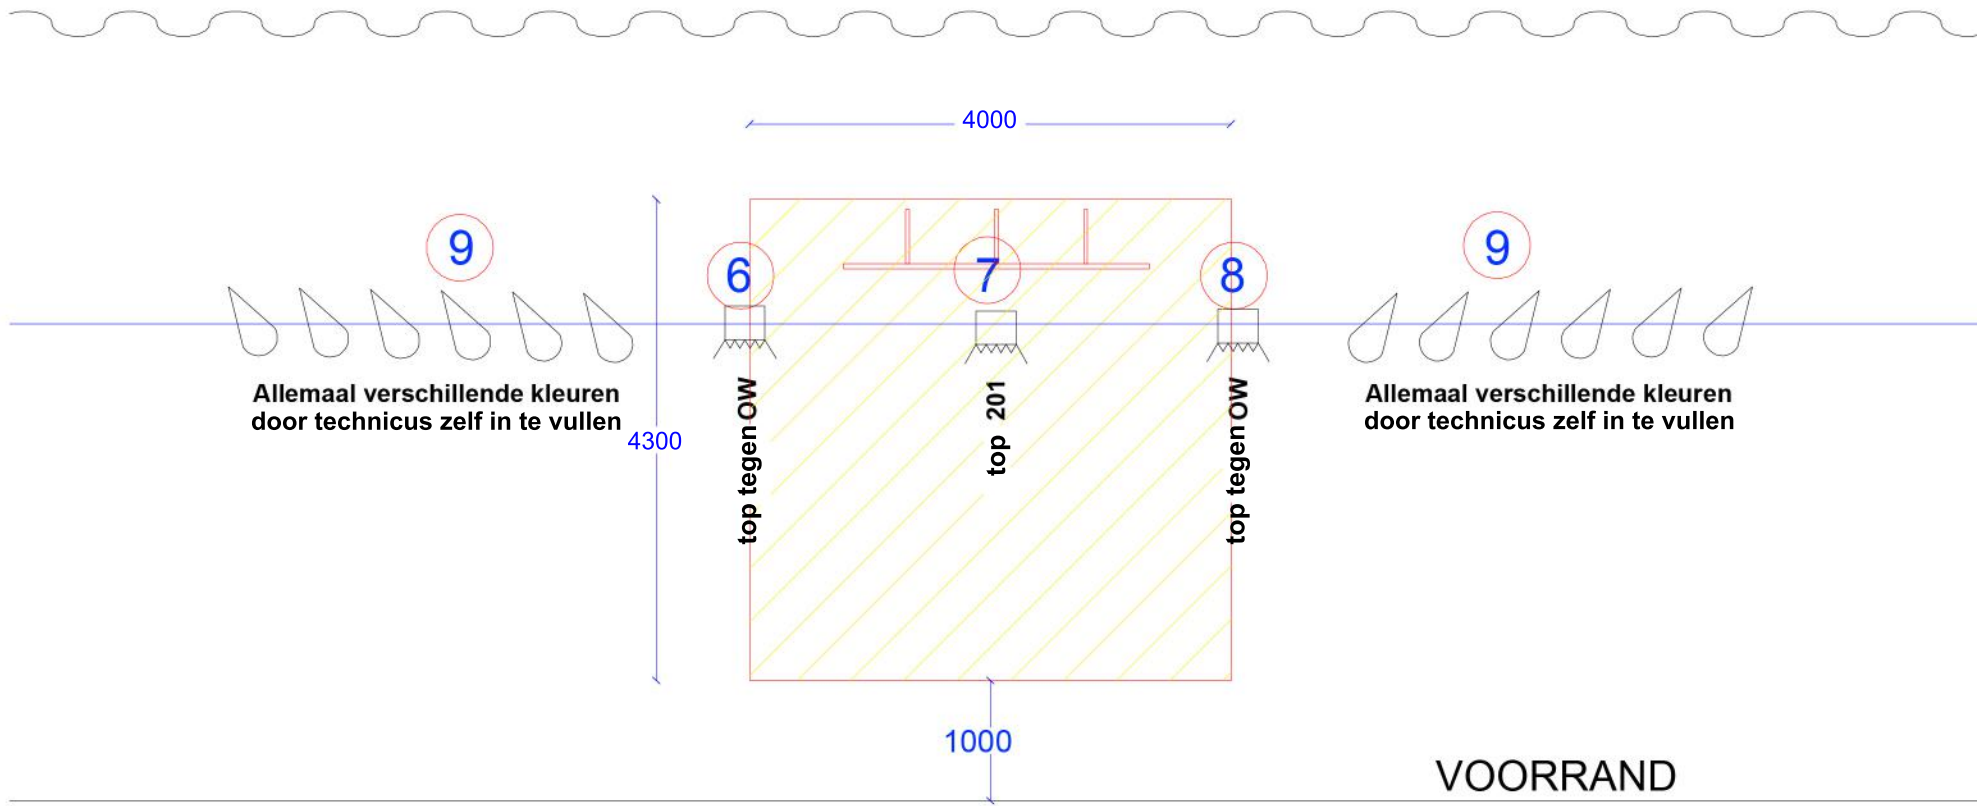 4000
9
6
7
8
9
Allemaal verschillende kleuren
door technicus zelf in te vullen
4300
top tegen OW
top 201
top tegen OW
Allemaal verschillende kleuren
door technicus zelf in te vullen
1000
VOORRAND